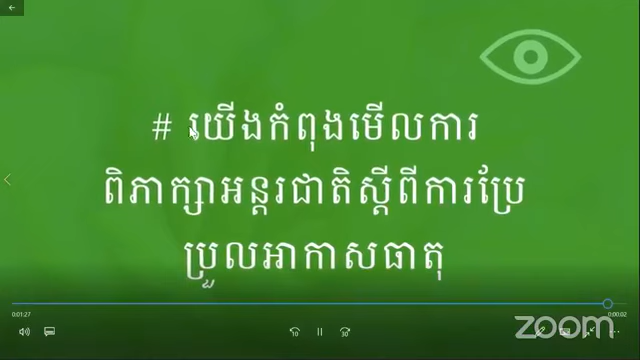 # យើងកំពុងមើលការ
ពិភាក្សាអន្តរជាតិស្តីពីការប្រែ
ប្រួលអាកាសធាតុ
0:01:27
0:00:02
10
30
zoom